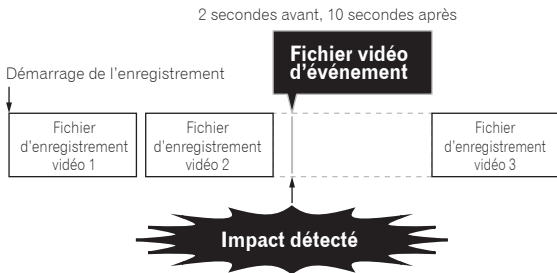 2 secondes avant, 10 secondes après
Fichier vidéo
d'événement
Démarrage de l'enregistrement
Fichier
d'enregistrement
vidéo 1
Fichier
d'enregistrement
vidéo 2
Fichier
d'enregistrement
vidéo 3
Impact détecté